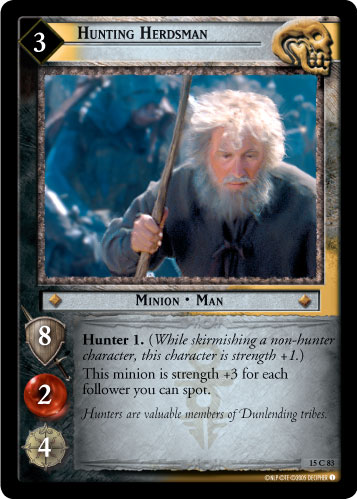 3
Hunting Herdsman
Minion • Man
8
Hunter 1. (While skirmishing a non-hunter
character, this character is strength +1.)
2
This minion is strength +3 for each
follower you can spot.
4
Hunters are valuable members of Dunlending tribes.
15 C 83